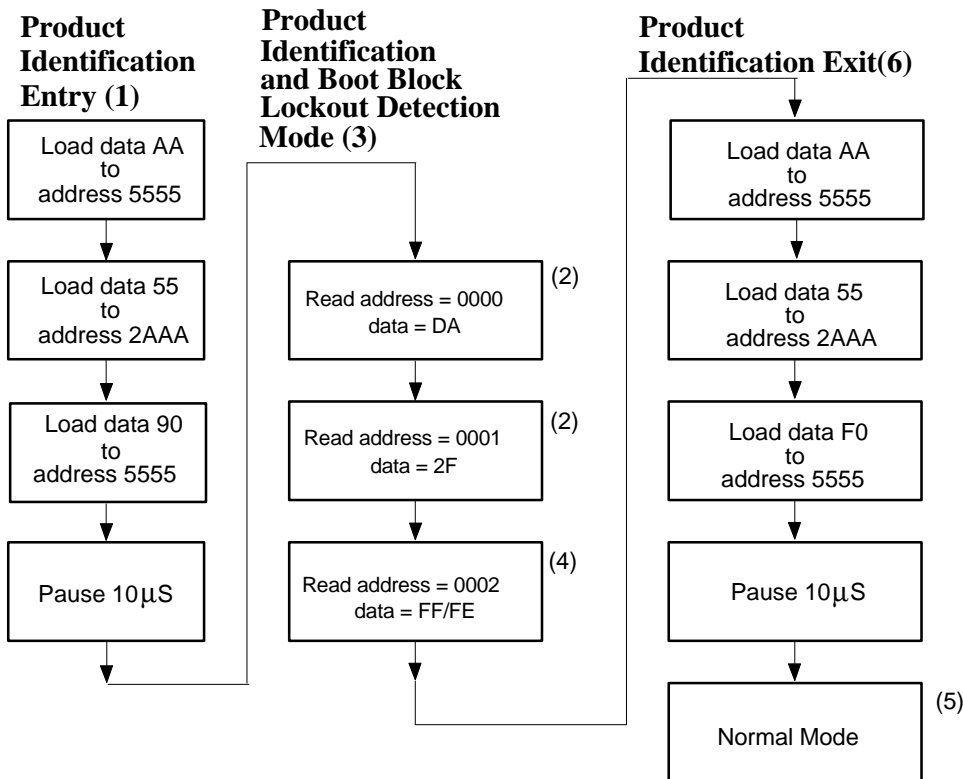 Product
Identification
Entry (1)
Load data AA
to
address 5555
Load data 55
to
address 2AAA
Load data 90
to
address 5555
Pause 10μS
Product
Identification
and Boot Block
Lockout Detection
Mode (3)
(2)
Read address = 0000
data = DA
(2)
Read address = 0001
data = 2F
(4)
Read address = 0002
data = FF/FE
Product
Identification Exit(6)
Load data AA
to
address 5555
Load data 55
to
address 2AAA
Load data F0
to
address 5555
Pause 10μS
(5)
Normal Mode